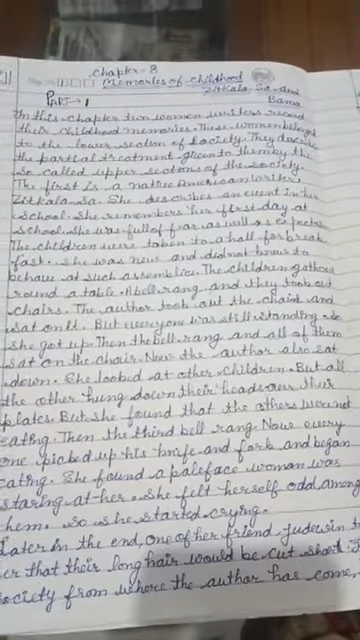 Chapter - 8
Memories of Childhood
Zitkala-Sa and
Bama
Part → 1
In this chapter two women writers record
their childhood memories. These women belonged
to the lower section of society. They describe
the partial treatment given to them by the
so called upper sections of the society.
The first is a native American writer,
Zitkala-Sa. She describes an event in her
school. She remembers her first day at
school. She was full of fear as well as expectation
The children were taken to a hall for break
fast. She was new and did not know to
behave at such assemblies. The children gathered
round a table. A bell rang and they took out
chairs. The author took out the chair and
sat on it. But everyone was still standing. So
she got up. Then the bell rang and all of them
sat on the chair. Now the author also sat
down. She looked at other children. But all
the other hung down their heads over their
plates. But she found that the others were not
eating. Then the third bell rang. Now every
one picked up his knife and fork and began
eating. She found a paleface woman was
staring at her. She felt herself odd among
hem. So she started crying.
Later in the end, one of her friend Judewin
er that their long hair would be cut short.
ociety from where the author has come,